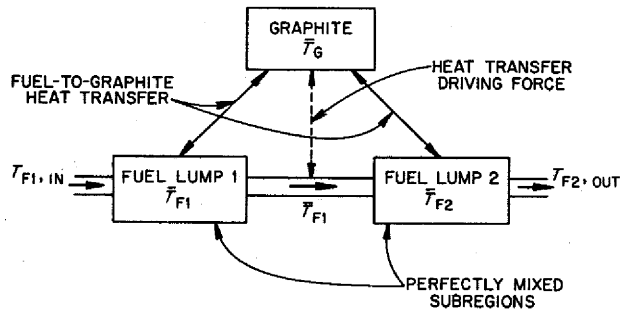 GRAPHITE
T̅G
FUEL-TO-GRAPHITE
HEAT TRANSFER
HEAT TRANSFER
DRIVING FORCE
TF1, IN
FUEL LUMP 1
T̅F1
T̅F1
FUEL LUMP 2
T̅F2
TF2, OUT
PERFECTLY MIXED
SUBREGIONS